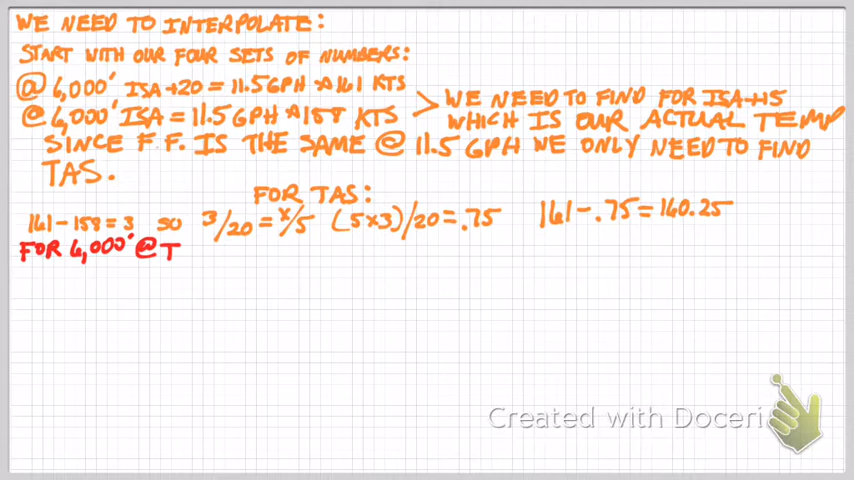 WE NEED TO INTERPOLATE:
START WITH OUR FOUR SETS OF NUMBERS:
@ 6,000' ISA+20 = 11.5 GPH & 161 KTS
@ 6,000' ISA = 11.5 GPH & 158 KTS
WE NEED TO FIND FOR ISA+15
WHICH IS OUR ACTUAL TEMP
SINCE F.F. IS THE SAME @ 11.5 GPH WE ONLY NEED TO FIND
TAS.
FOR TAS:
161-158=3 SO 3/20 = X/5 (5x3)/20=.75 161-.75=160.25
FOR 6,000' @ T
Created with Doceri